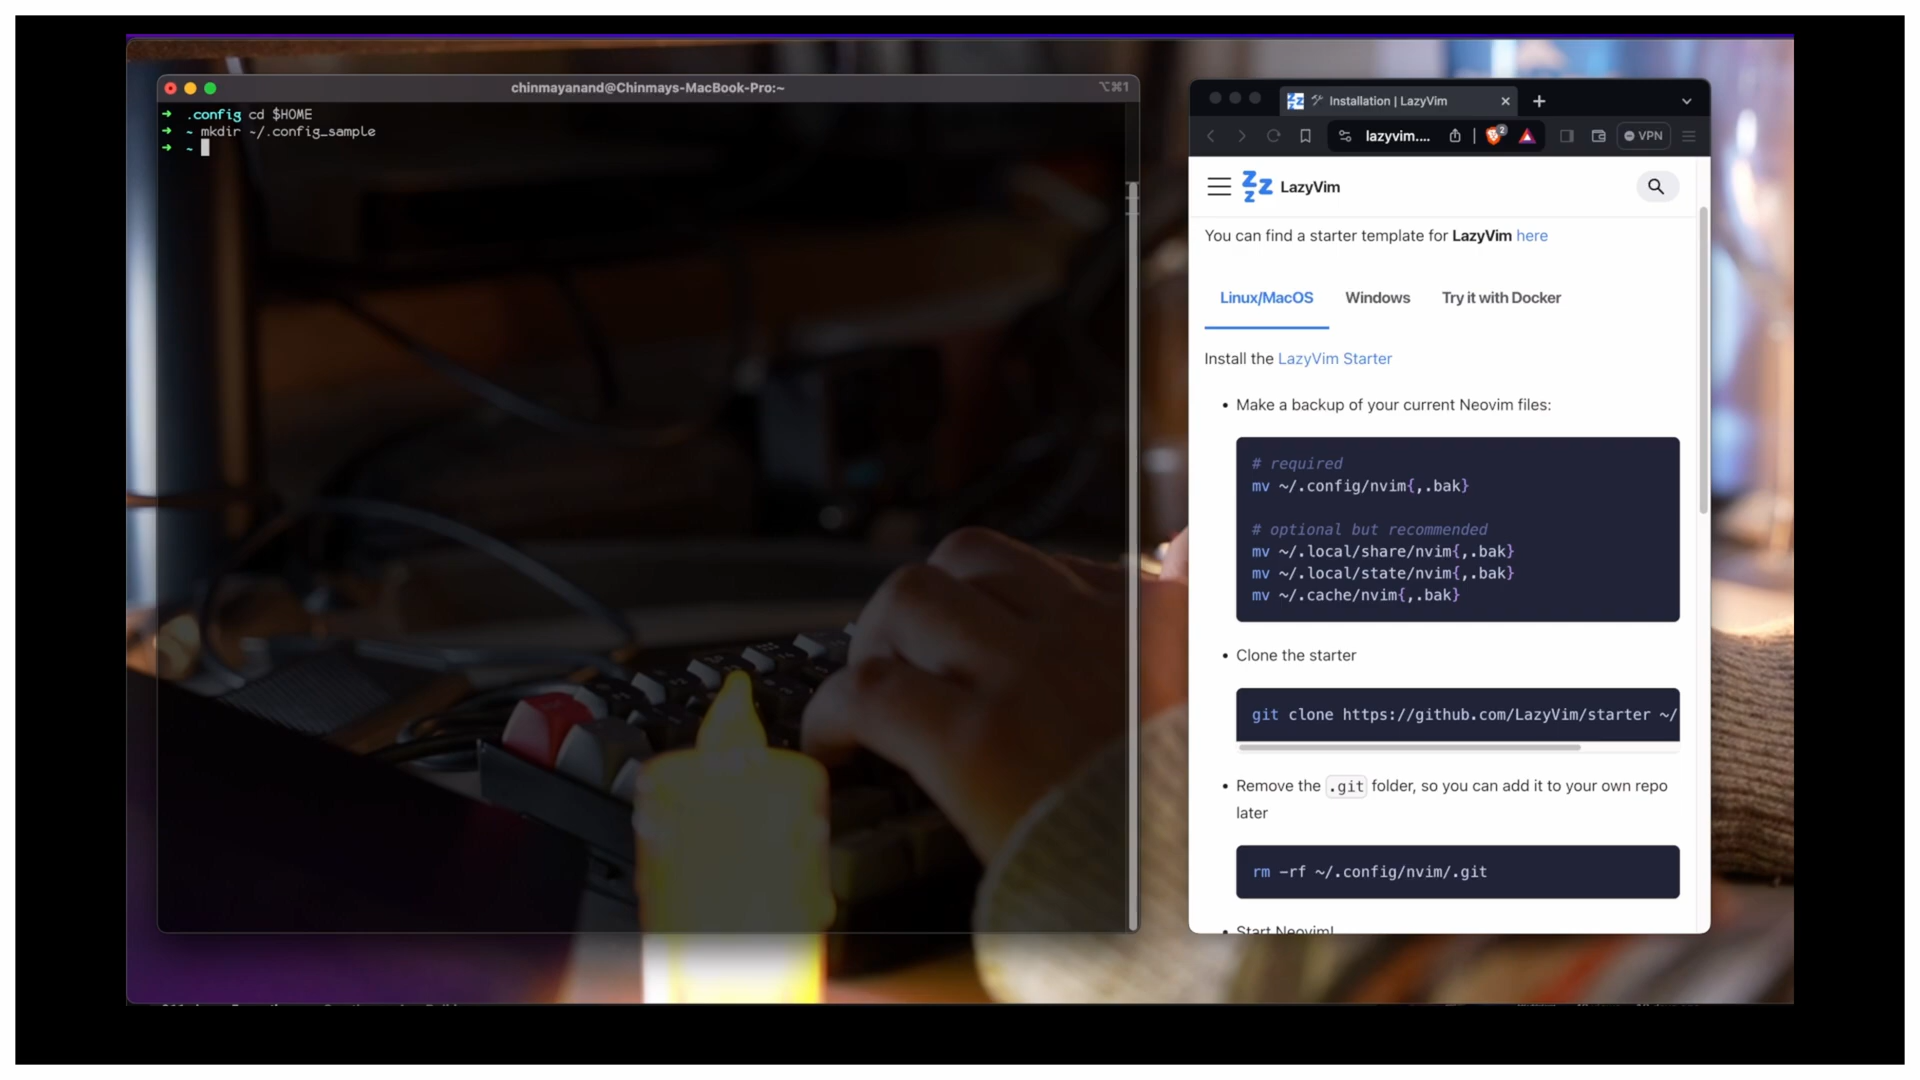 chinmayanand@Chinmays-MacBook-Pro:~
⌥⌘1
➜ .config cd $HOME
➜ ~ mkdir ~/.config_sample
➜ ~
Installation | LazyVim
lazyvim....
2
VPN
LazyVim
You can find a starter template for LazyVim here
Linux/MacOS Windows Try it with Docker
Install the LazyVim Starter
• Make a backup of your current Neovim files:
# required
mv ~/.config/nvim{,.bak}
# optional but recommended
mv ~/.local/share/nvim{,.bak}
mv ~/.local/state/nvim{,.bak}
mv ~/.cache/nvim{,.bak}
• Clone the starter
git clone https://github.com/LazyVim/starter ~/
• Remove the .git folder, so you can add it to your own repo
later
rm -rf ~/.config/nvim/.git
• Start Neovim!